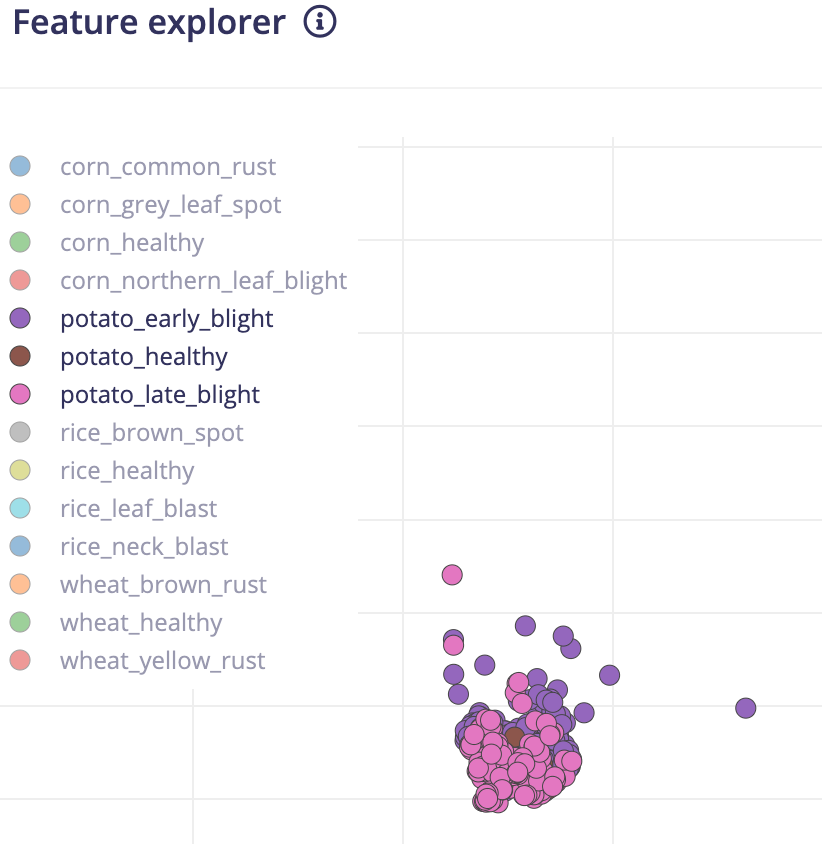 Feature explorer
corn_common_rust
corn_grey_leaf_spot
corn_healthy
corn_northern_leaf_blight
potato_early_blight
potato_healthy
potato_late_blight
rice_brown_spot
rice_healthy
rice_leaf_blast
rice_neck_blast
wheat_brown_rust
wheat_healthy
wheat_yellow_rust